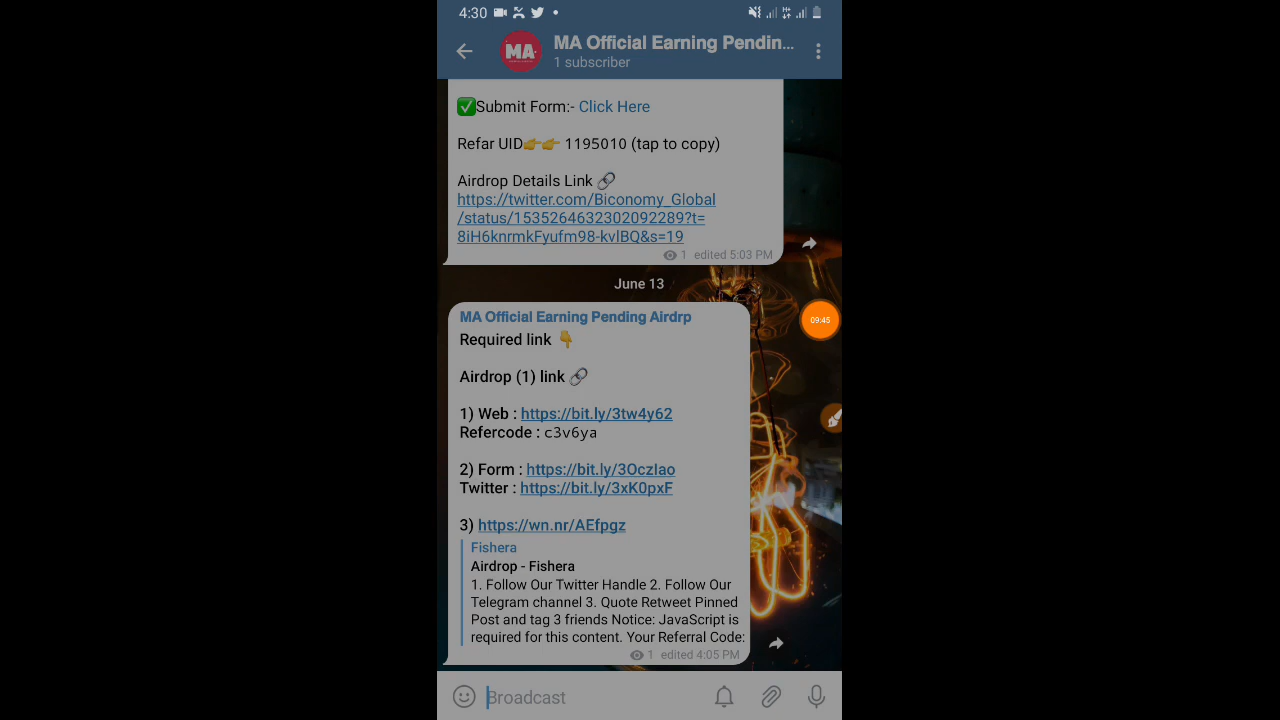 4:30
MA Official Earning Pendin...
MA
1 subscriber
✅Submit Form:- Click Here
Refar UID👉👉 1195010 (tap to copy)
Airdrop Details Link 🔗
https://twitter.com/Biconomy_Global
/status/1535264632302092289?t=
8iH6knrmkFyufm98-kvlBQ&s=19
1 edited 5:03 PM
June 13
MA Official Earning Pending Airdrp
Required link 👇
Airdrop (1) link 🔗
1) Web : https://bit.ly/3tw4y62
Refercode : c3v6ya
2) Form : https://bit.ly/3OczIao
Twitter : https://bit.ly/3xK0pxF
3) https://wn.nr/AEfpgz
Fishera
Airdrop - Fishera
1. Follow Our Twitter Handle 2. Follow Our
Telegram channel 3. Quote Retweet Pinned
Post and tag 3 friends Notice: JavaScript is
required for this content. Your Referral Code:
1 edited 4:05 PM
09:45
Broadcast